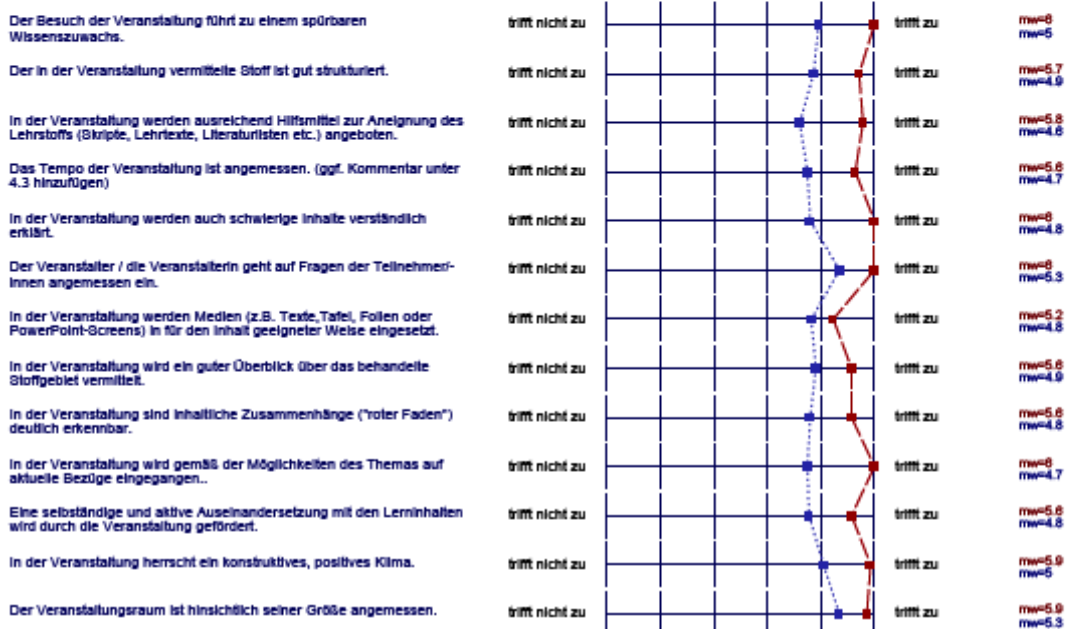 Der Besuch der Veranstaltung führt zu einem spürbaren
Wissenszuwachs.
trifft nicht zu
trifft zu
mw=6
mw=5
Der in der Veranstaltung vermittelte Stoff ist gut strukturiert.
trifft nicht zu
trifft zu
mw=5.7
mw=4.9
In der Veranstaltung werden ausreichend Hilfsmittel zur Aneignung des
Lehrstoffs (Skripte, Lehrtexte, Literaturlisten etc.) angeboten.
trifft nicht zu
trifft zu
mw=5.8
mw=4.6
Das Tempo der Veranstaltung ist angemessen. (ggf. Kommentar unter
4.3 hinzufügen)
trifft nicht zu
trifft zu
mw=5.6
mw=4.7
In der Veranstaltung werden auch schwierige Inhalte verständlich
erklärt.
trifft nicht zu
trifft zu
mw=6
mw=4.8
Der Veranstalter / die Veranstalterin geht auf Fragen der Teilnehmer/-
innen angemessen ein.
trifft nicht zu
trifft zu
mw=6
mw=5.3
In der Veranstaltung werden Medien (z.B. Texte,Tafel, Folien oder
PowerPoint-Screens) in für den Inhalt geeigneter Weise eingesetzt.
trifft nicht zu
trifft zu
mw=5.2
mw=4.8
In der Veranstaltung wird ein guter Überblick über das behandelte
Stoffgebiet vermittelt.
trifft nicht zu
trifft zu
mw=5.6
mw=4.9
In der Veranstaltung sind inhaltliche Zusammenhänge ("roter Faden")
deutlich erkennbar.
trifft nicht zu
trifft zu
mw=5.6
mw=4.8
In der Veranstaltung wird gemäß der Möglichkeiten des Themas auf
aktuelle Bezüge eingegangen..
trifft nicht zu
trifft zu
mw=6
mw=4.7
Eine selbständige und aktive Auseinandersetzung mit den Lerninhalten
wird durch die Veranstaltung gefördert.
trifft nicht zu
trifft zu
mw=5.6
mw=4.8
In der Veranstaltung herrscht ein konstruktives, positives Klima.
trifft nicht zu
trifft zu
mw=5.9
mw=5
Der Veranstaltungsraum ist hinsichtlich seiner Größe angemessen.
trifft nicht zu
trifft zu
mw=5.9
mw=5.3